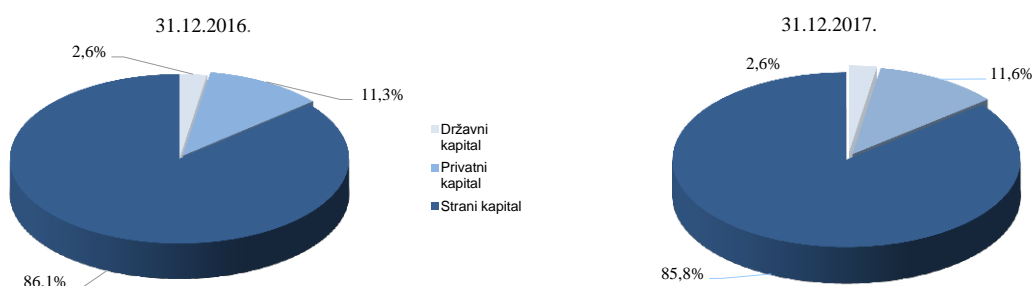 31.12.2016.
2,6%
11,3%
86,1%
Državni
kapital
Privatni
kapital
Strani kapital
31.12.2017.
2,6%
11,6%
85,8%